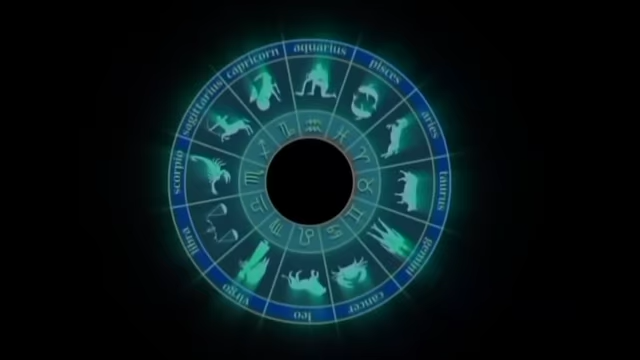 aquarius
pisces
aries
taurus
gemini
cancer
leo
virgo
libra
scorpio
sagittarius
capricorn